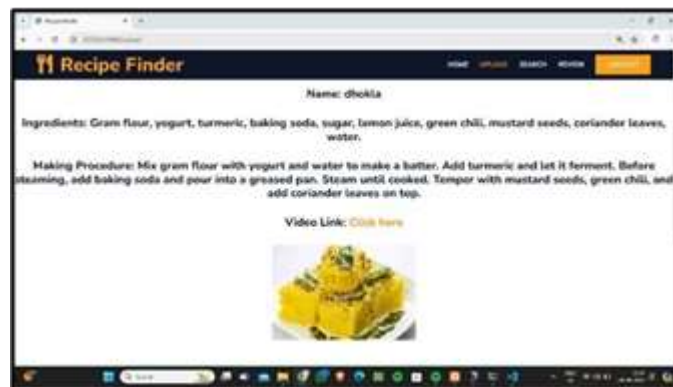 Recipe Finder
HOME UPLOAD SEARCH REVIEW
Name: dhokla
Ingredients: Gram flour, yogurt, turmeric, baking soda, sugar, lemon juice, green chili, mustard seeds, coriander leaves,
water.
Making Procedure: Mix gram flour with yogurt and water to make a batter. Add turmeric and let it ferment. Before
steaming, add baking soda and pour into a greased pan. Steam until cooked. Temper with mustard seeds, green chili, and
add coriander leaves on top.
Video Link: Click here